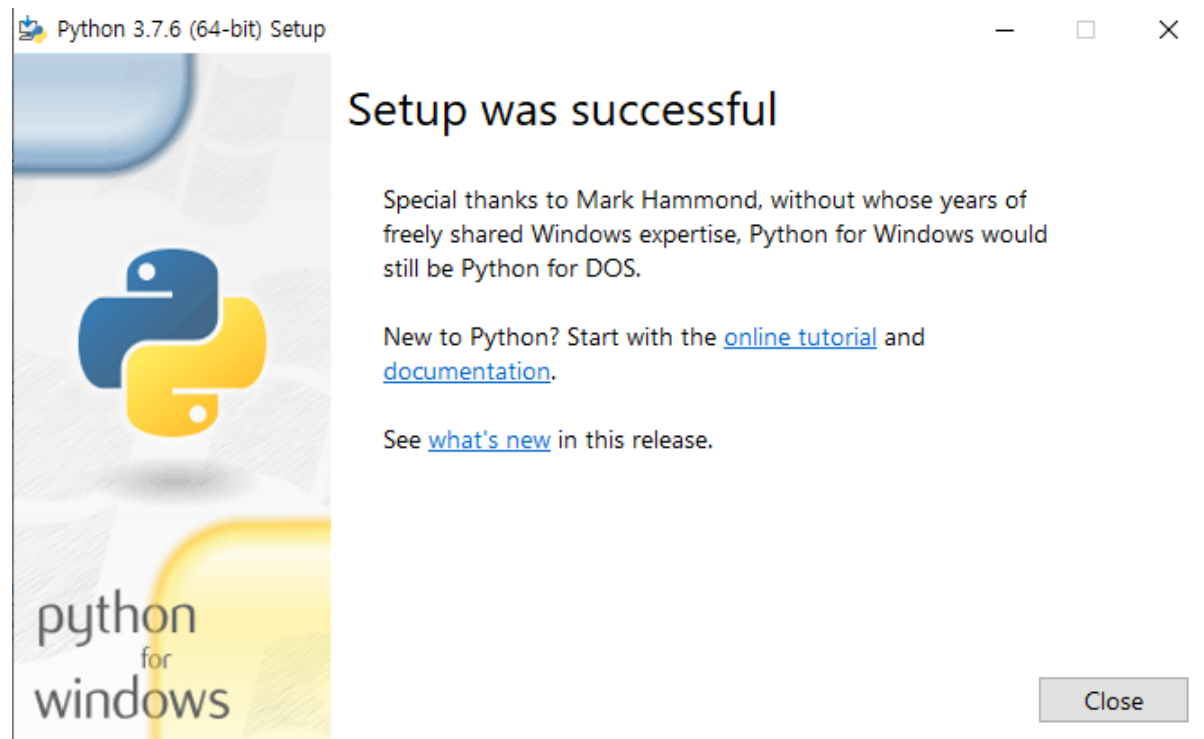 Python 3.7.6 (64-bit) Setup
Setup was successful
Special thanks to Mark Hammond, without whose years of
freely shared Windows expertise, Python for Windows would
still be Python for DOS.
New to Python? Start with the online tutorial and
documentation.
See what's new in this release.
python
for
windows
Close